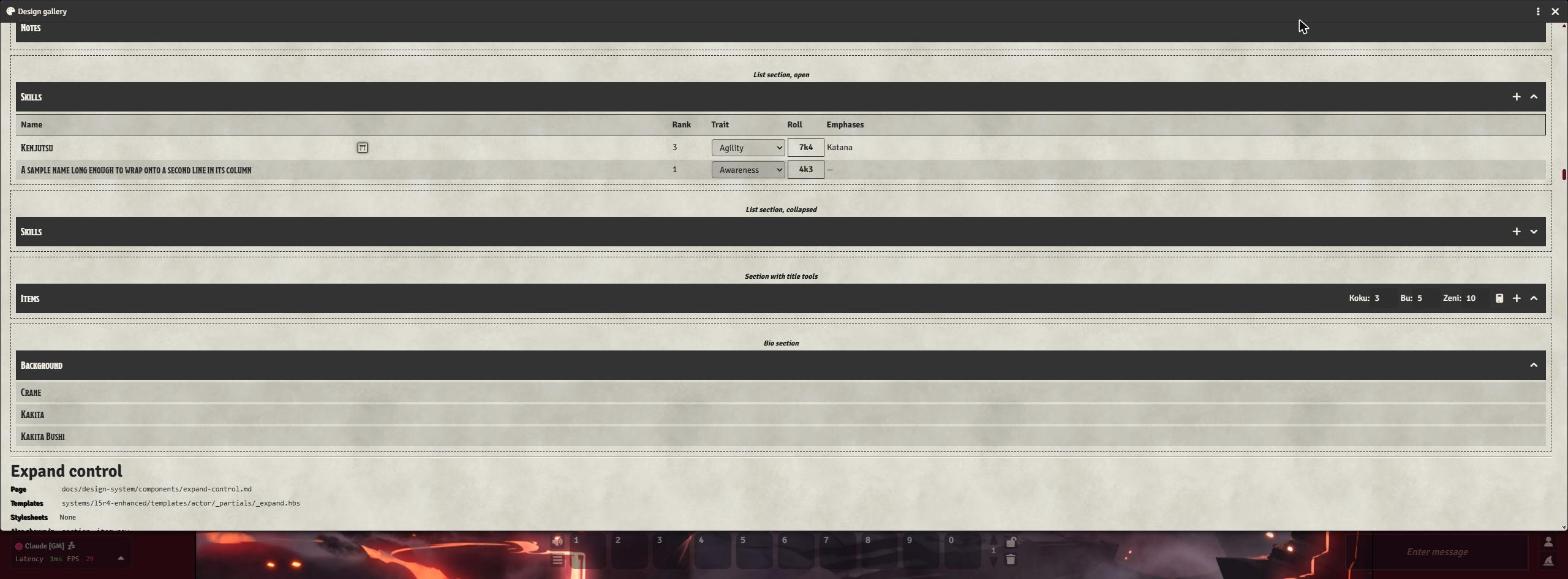 Design gallery
Notes
List section, open
Skills
Name Rank Trait Roll Emphases
Kenjutsu 3 Agility 7k4 Katana
A sample name long enough to wrap onto a second line in its column 1 Awareness 4k3 —
List section, collapsed
Skills
Section with title tools
Items Koku: 3 Bu: 5 Zeni: 10
Bio section
Background
Crane
Kakita
Kakita Bushi
Expand control
Page docs/design-system/components/expand-control.md
Templates systems/l5r4-enhanced/templates/actor/_partials/_expand.hbs
Stylesheets None
Claude [GM]
Latency 3ms FPS 29
1 2 3 4 5 6 7 8 9 0
1
Enter message